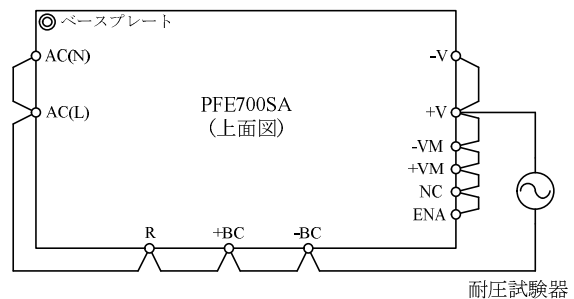 ベースプレート
AC(N)
-V
AC(L)
PFE700SA
(上面図)
+V
-VM
+VM
NC
ENA
R
+BC
-BC
耐圧試験器